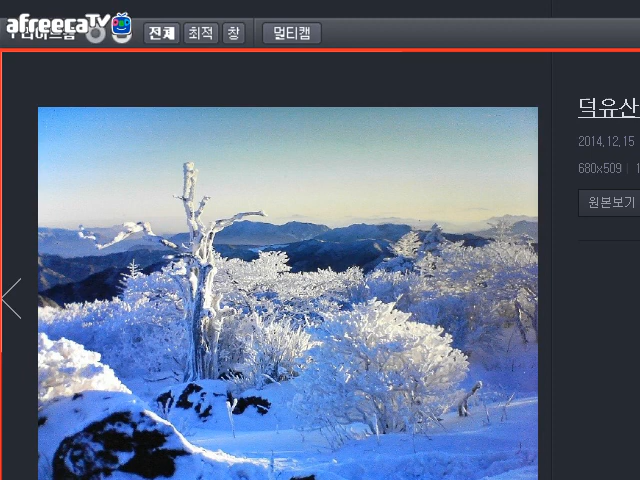 afreecaTV
전체 최적 창 멀티캠
덕유산
2014.12.15
680x509
원본보기